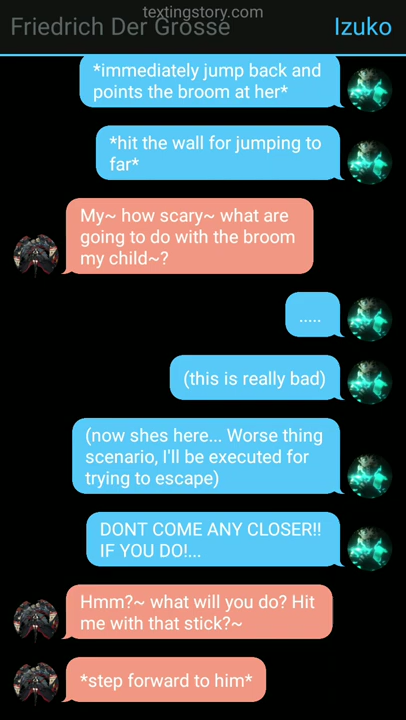 textingstory.com
Friedrich Der Grosse
Izuko
*immediately jump back and
points the broom at her*
*hit the wall for jumping to
far*
My~ how scary~ what are
going to do with the broom
my child~?
.....
(this is really bad)
(now shes here... Worse thing
scenario, I'll be executed for
trying to escape)
DONT COME ANY CLOSER!!
IF YOU DO!...
Hmm?~ what will you do? Hit
me with that stick?~
*step forward to him*